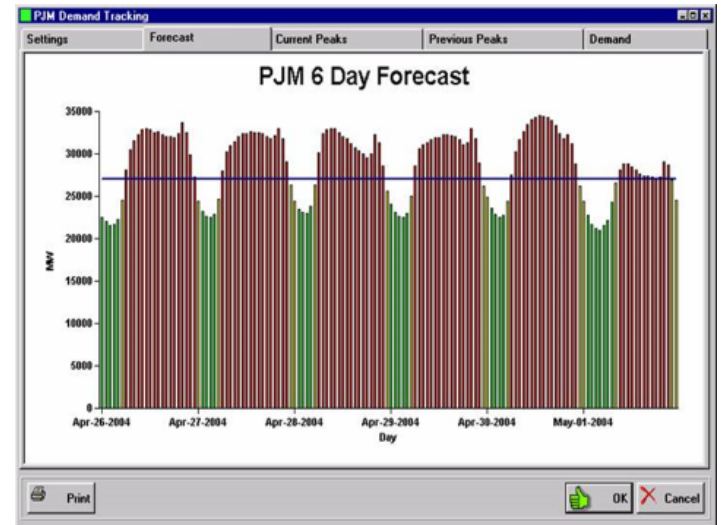 PJM Demand Tracking
Settings Forecast Current Peaks Previous Peaks Demand
PJM 6 Day Forecast
35000
30000
25000
20000
MW
15000
10000
5000
0
Apr-26-2004 Apr-27-2004 Apr-28-2004 Apr-29-2004 Apr-30-2004 May-01-2004
Day
Print OK Cancel